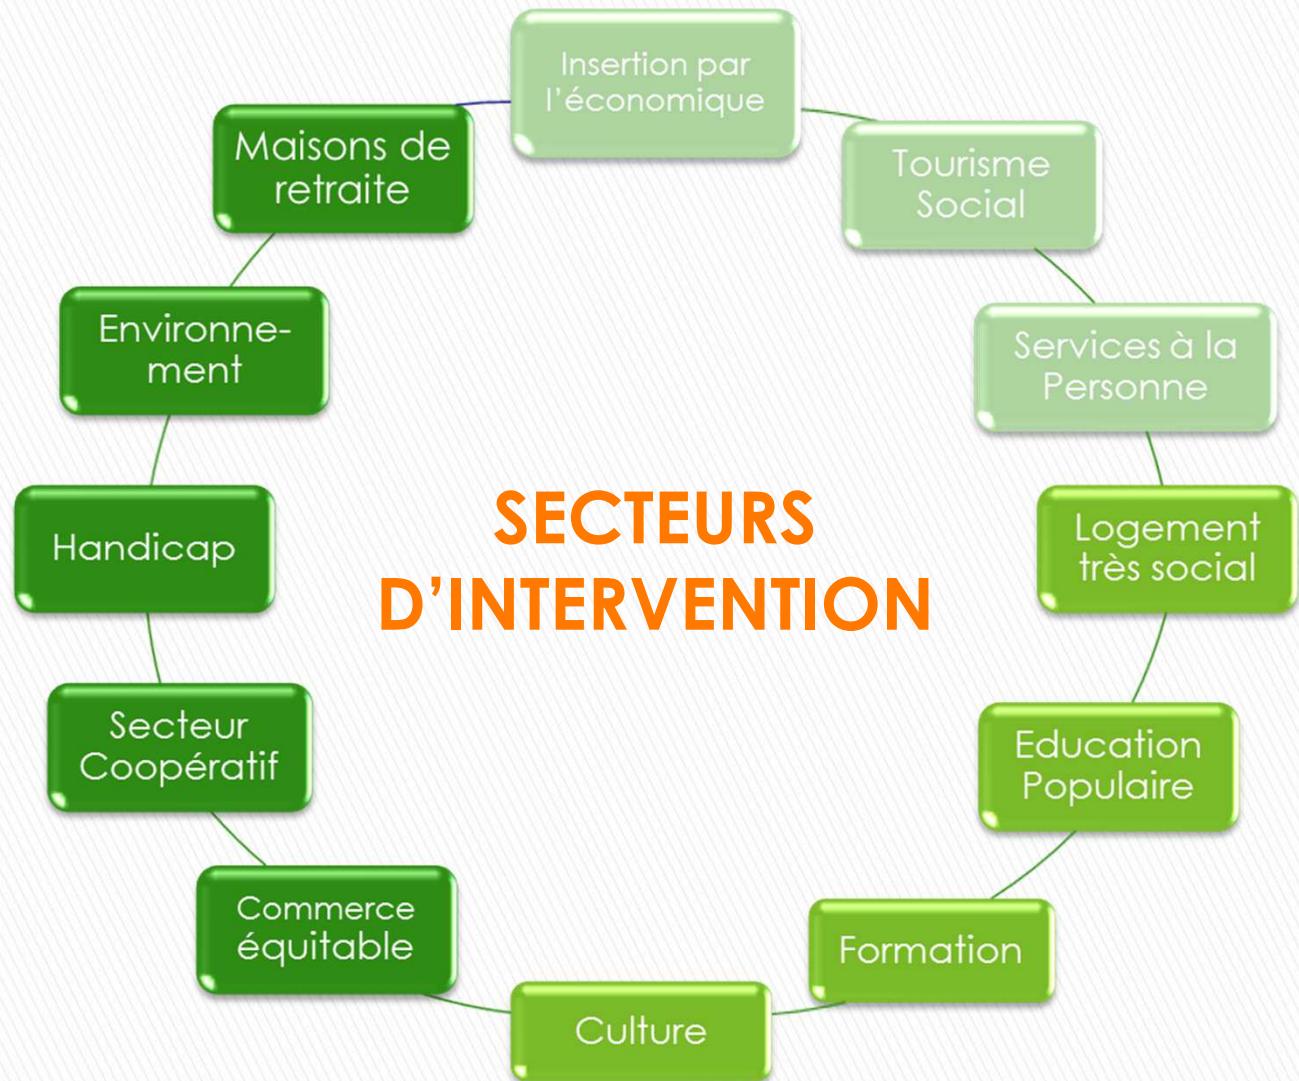 Insertion par
l’économique
Tourisme
Social
Services à la
Personne
Logement
très social
Education
Populaire
Formation
Culture
Commerce
équitable
Secteur
Coopératif
Handicap
Environne-
ment
Maisons de
retraite
SECTEURS
D’INTERVENTION